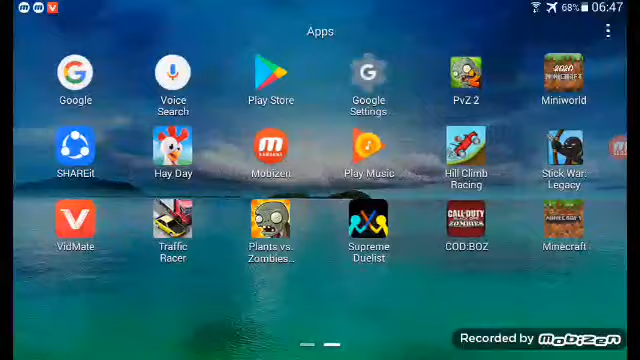 68% 06:47
Apps
Google
Voice Search
Play Store
Google Settings
PvZ 2
Miniworld
SHAREit
Hay Day
Mobizen
Play Music
Hill Climb Racing
Stick War: Legacy
VidMate
Traffic Racer
Plants vs. Zombies...
Supreme Duelist
COD:BOZ
Minecraft
Recorded by Mobizen